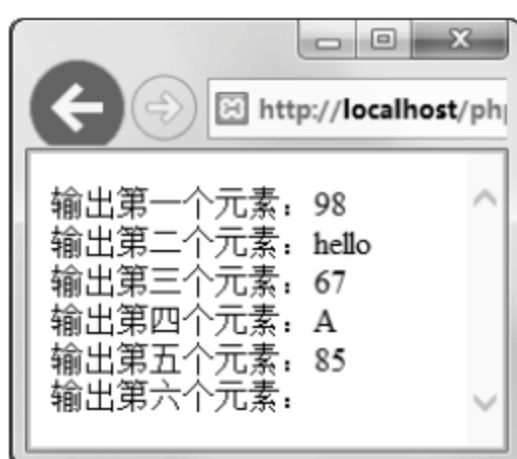 http://localhost/ph
输出第一个元素：98
输出第二个元素：hello
输出第三个元素：67
输出第四个元素：A
输出第五个元素：85
输出第六个元素：